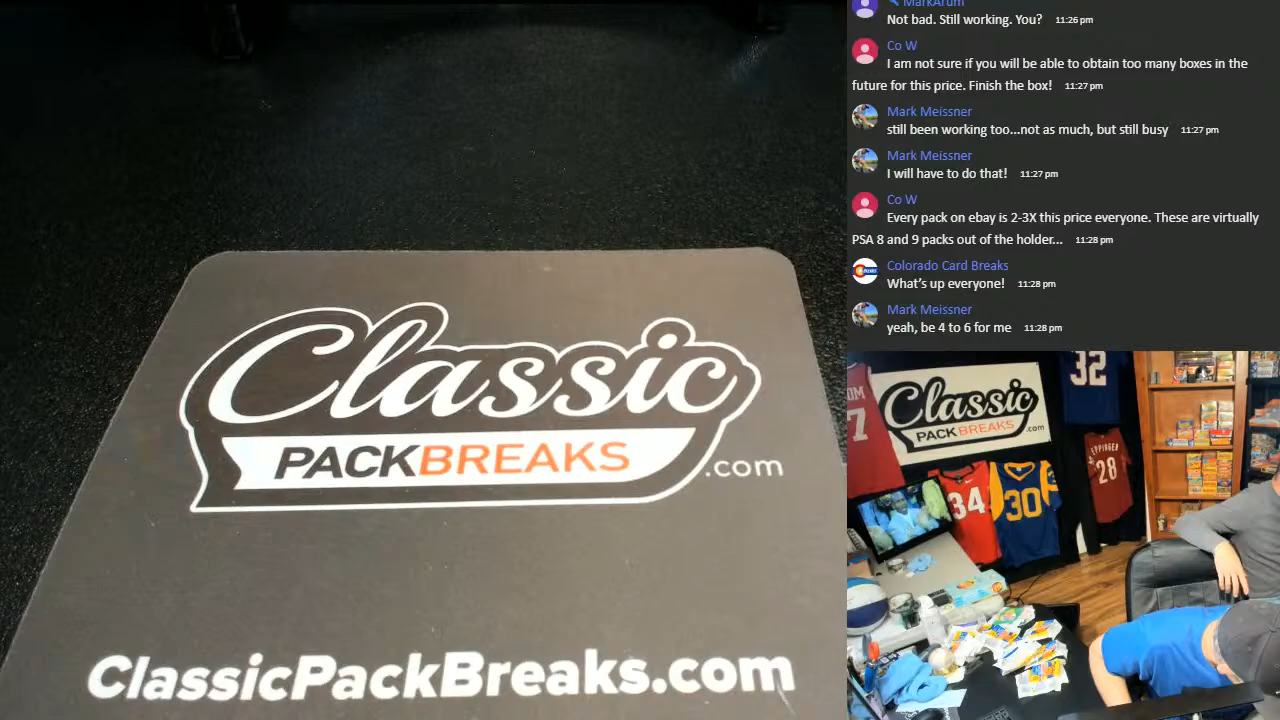 MarkArum
Not bad. Still working. You? 11:26 pm
Co W
I am not sure if you will be able to obtain too many boxes in the
future for this price. Finish the box! 11:27 pm
Mark Meissner
still been working too...not as much, but still busy 11:27 pm
Mark Meissner
I will have to do that! 11:27 pm
Co W
Every pack on ebay is 2-3X this price everyone. These are virtually
PSA 8 and 9 packs out of the holder... 11:28 pm
Colorado Card Breaks
What's up everyone! 11:28 pm
Mark Meissner
yeah, be 4 to 6 for me 11:28 pm
Classic
PACKBREAKS
.com
ClassicPackBreaks.com
Classic
PACKBREAKS
.com
32
7
34
30
EPPINGER
28